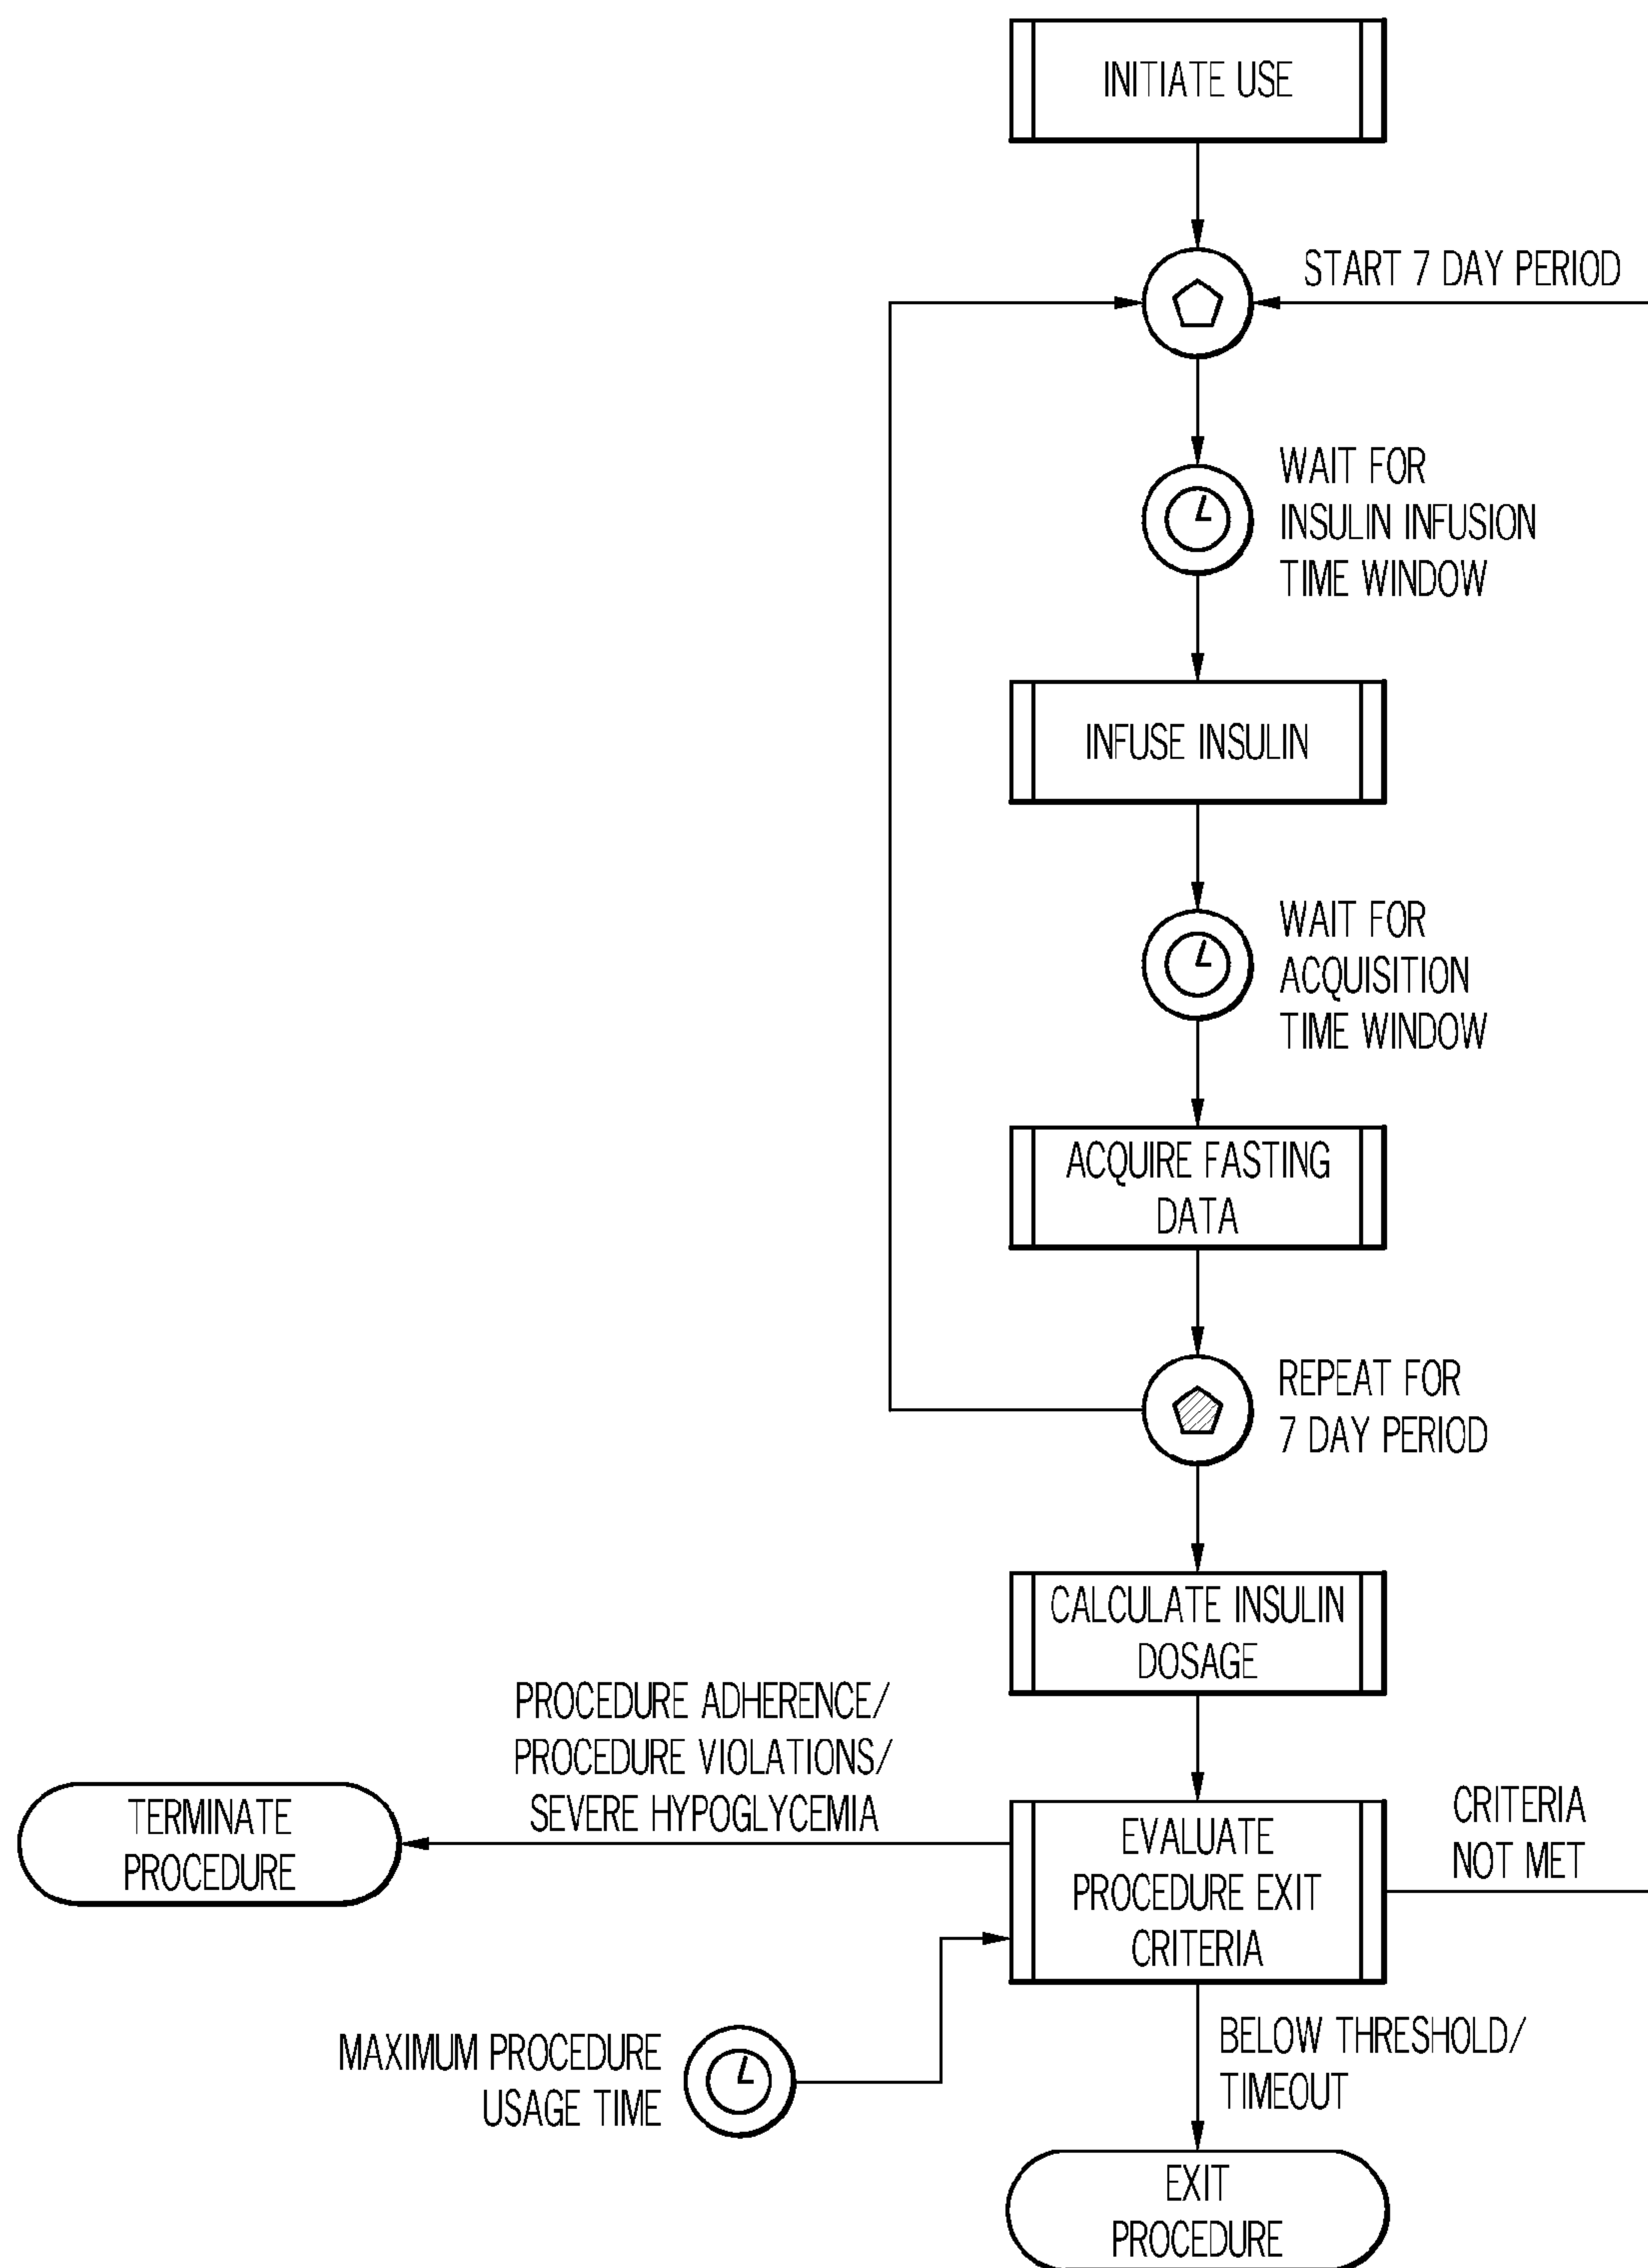 INITIATE USE
START 7 DAY PERIOD
WAIT FOR
INSULIN INFUSION
TIME WINDOW
INFUSE INSULIN
WAIT FOR
ACQUISITION
TIME WINDOW
ACQUIRE FASTING
DATA
REPEAT FOR
7 DAY PERIOD
CALCULATE INSULIN
DOSAGE
PROCEDURE ADHERENCE/
PROCEDURE VIOLATIONS/
SEVERE HYPOGLYCEMIA
TERMINATE
PROCEDURE
EVALUATE
PROCEDURE EXIT
CRITERIA
CRITERIA
NOT MET
MAXIMUM PROCEDURE
USAGE TIME
BELOW THRESHOLD/
TIMEOUT
EXIT
PROCEDURE